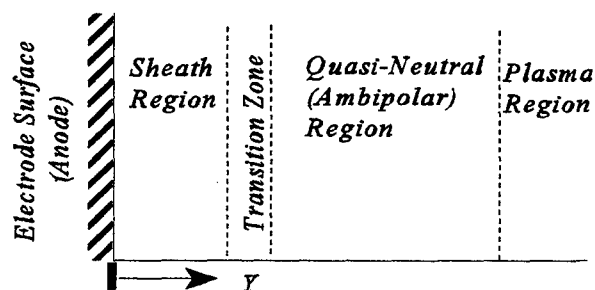 Electrode Surface
(Anode)
Sheath
Region
Transition Zone
Quasi-Neutral
(Ambipolar)
Region
Plasma
Region
Y